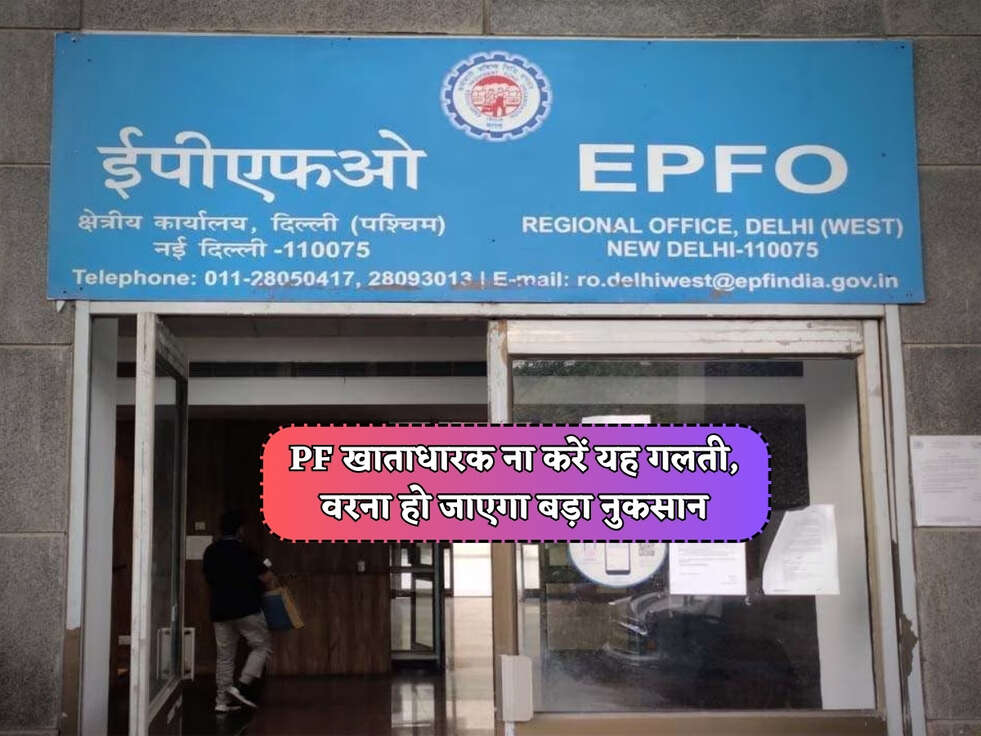 ईपीएफओ
क्षेत्रीय कार्यालय, दिल्ली (पश्चिम)
नई दिल्ली -110075
EPFO
REGIONAL OFFICE, DELHI (WEST)
NEW DELHI-110075
Telephone: 011-28050417, 28093013 | E-mail: ro.delhiwest@epfindia.gov.in
PF खाताधारक ना करें यह गलती,
वरना हो जाएगा बड़ा नुकसान